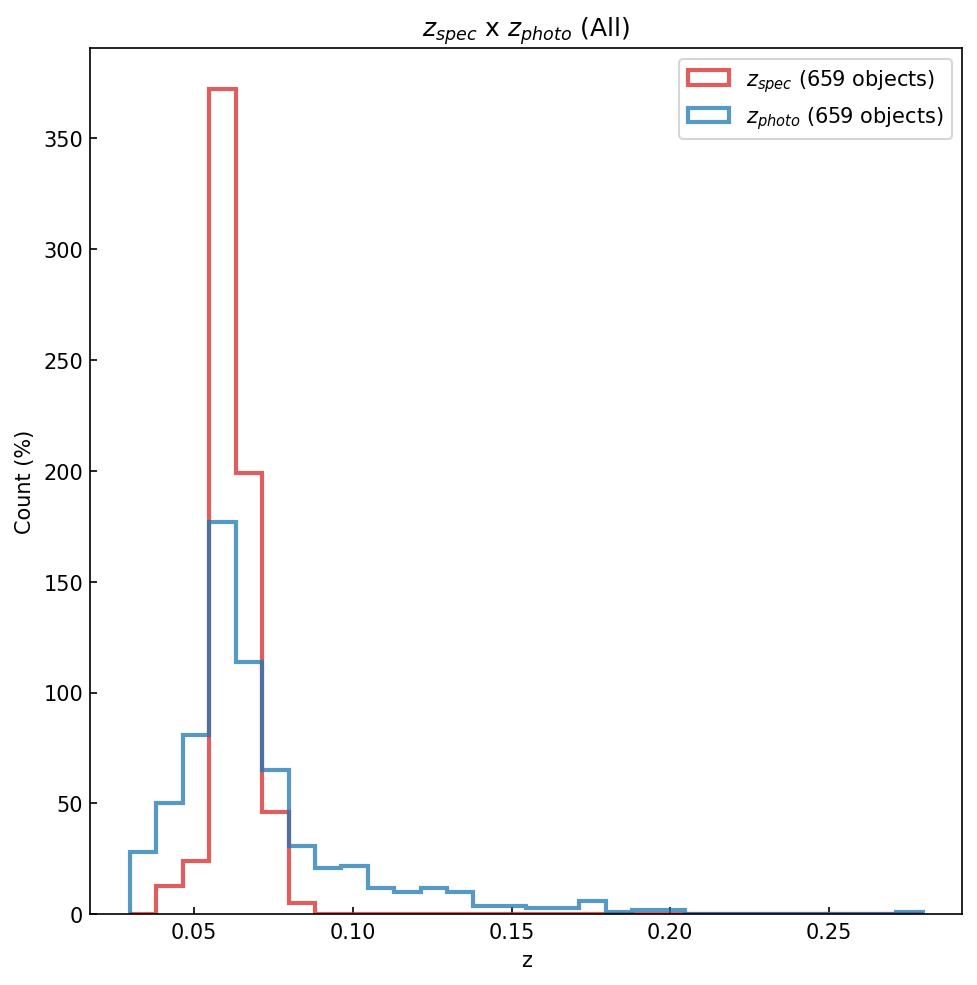 z_spec x z_photo (All)
z_spec (659 objects)
z_photo (659 objects)
Count (%)
350
300
250
200
150
100
50
0
0.05 0.10 0.15 0.20 0.25
z